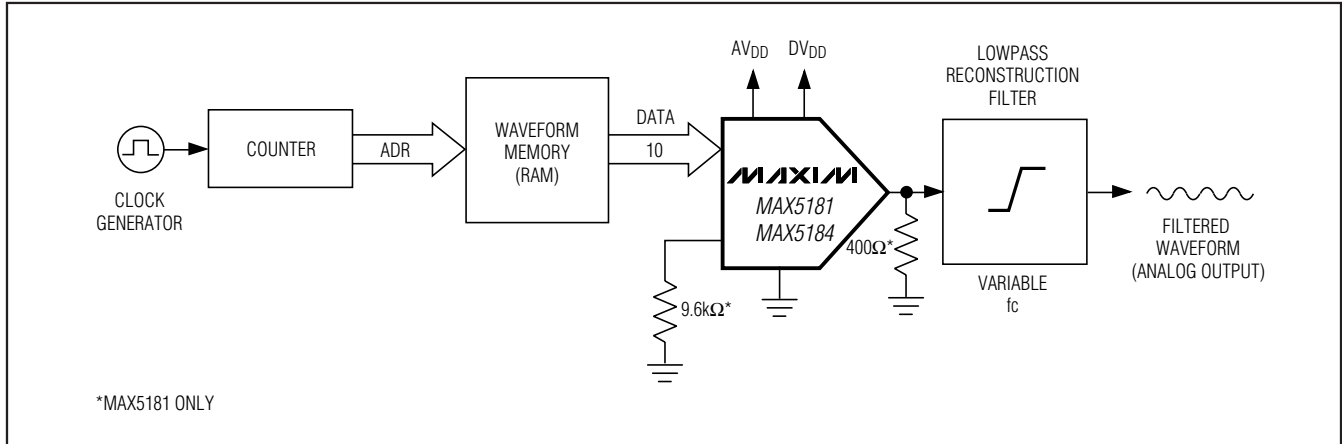 CLOCK
GENERATOR
COUNTER
ADR
WAVEFORM
MEMORY
(RAM)
DATA
10
AVDD
DVDD
MAXIM
MAX5181
MAX5184
9.6kΩ*
400Ω*
LOWPASS
RECONSTRUCTION
FILTER
VARIABLE
fc
FILTERED
WAVEFORM
(ANALOG OUTPUT)
*MAX5181 ONLY